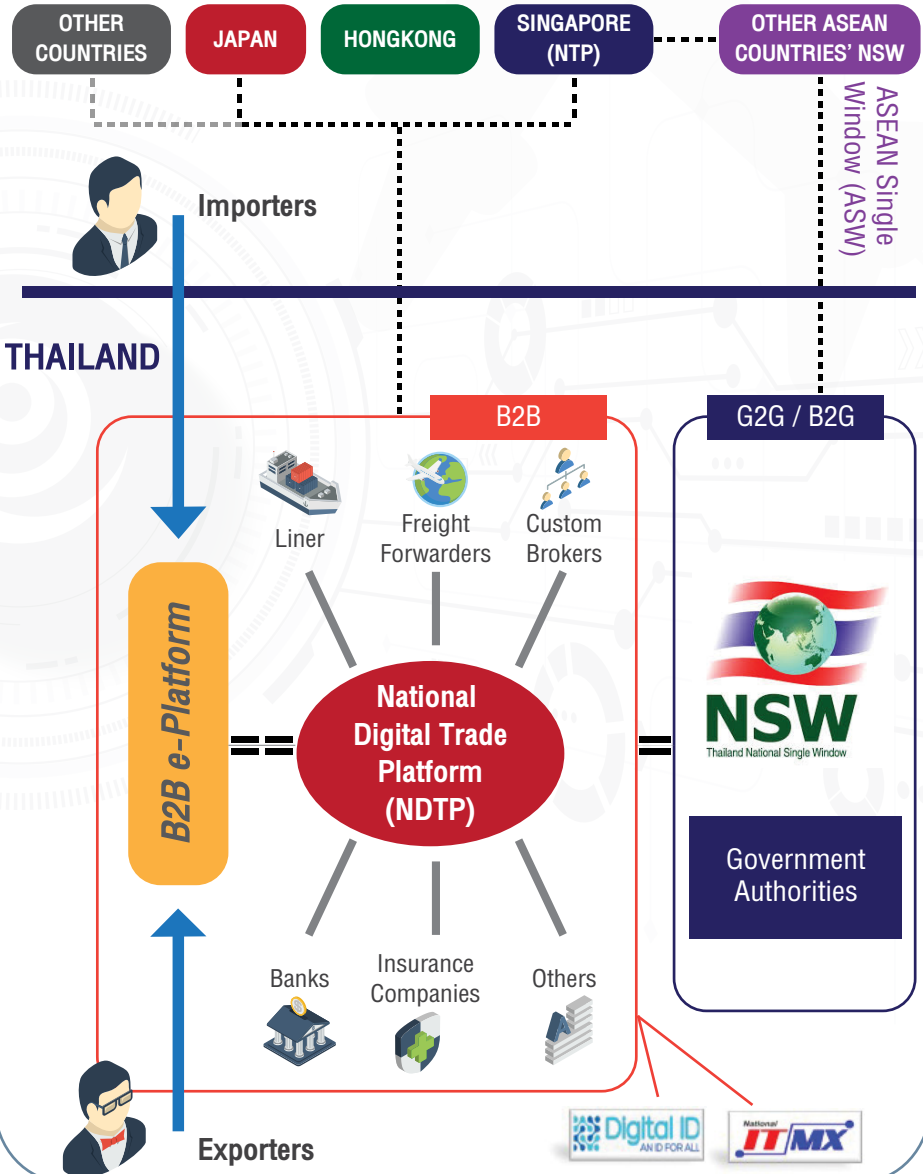 OTHER
COUNTRIES
JAPAN
HONGKONG
SINGAPORE
(NTP)
OTHER ASEAN
COUNTRIES' NSW
ASEAN Single
Window (ASW)
Importers
THAILAND
B2B
G2G / B2G
Liner
Freight
Forwarders
Custom
Brokers
B2B e-Platform
National
Digital Trade
Platform
(NDTP)
NSW
Thailand National Single Window
Government
Authorities
Banks
Insurance
Companies
Others
A
Exporters
Digital ID
AN ID FOR ALL
National
ITMX